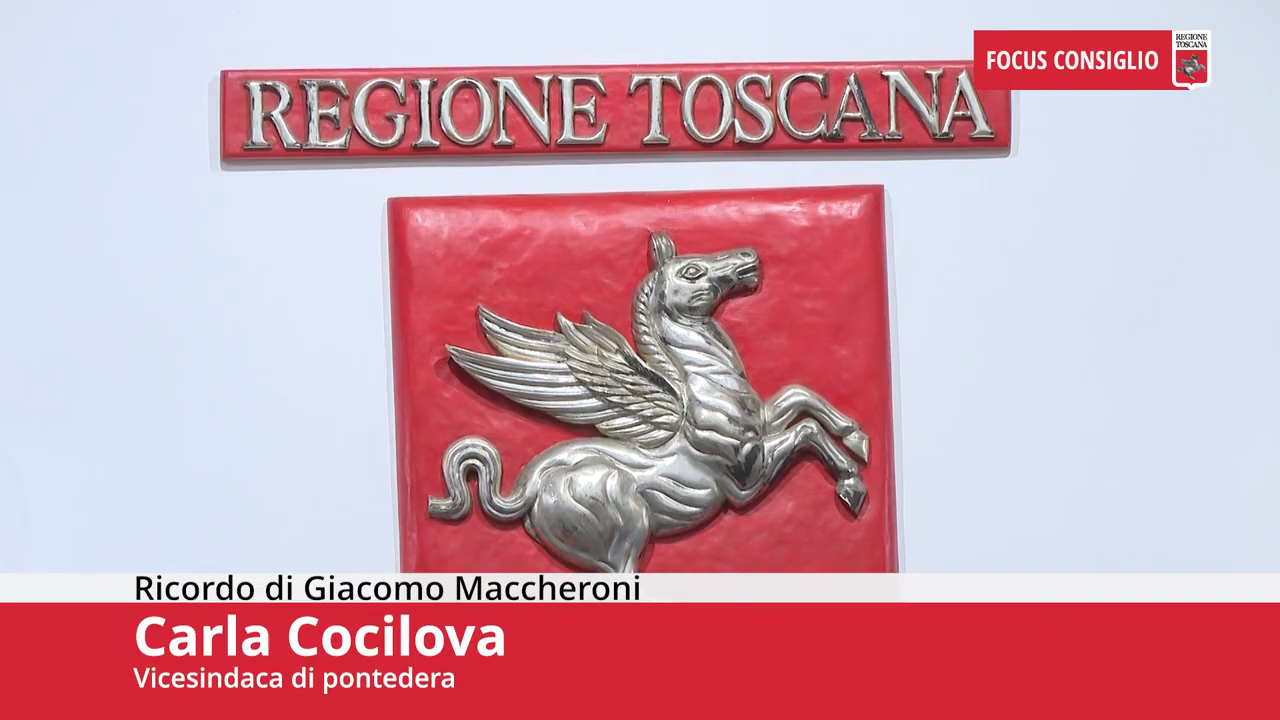 FOCUS CONSIGLIO
REGIONE
TOSCANA
REGIONE TOSCANA
Ricordo di Giacomo Maccheroni
Carla Cocilova
Vicesindaca di pontedera